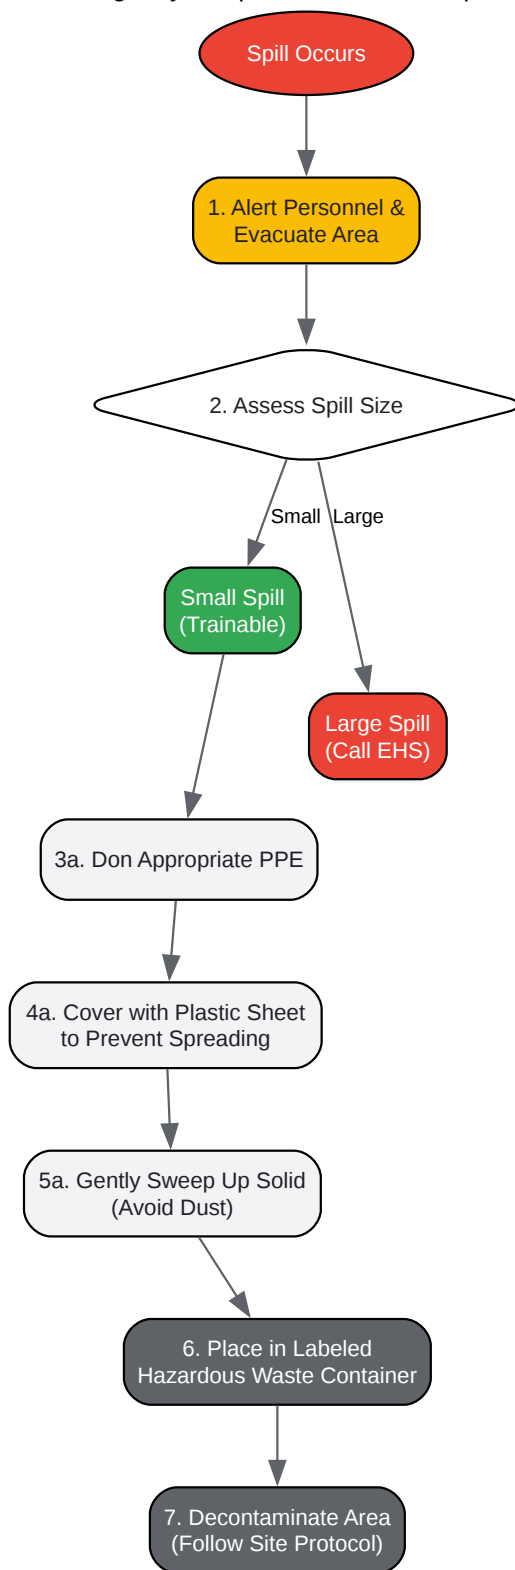 Spill Occurs
1. Alert Personnel &
Evacuate Area
2. Assess Spill Size
Small Large
Small Spill
(Trainable)
Large Spill
(Call EHS)
3a. Don Appropriate PPE
4a. Cover with Plastic Sheet
to Prevent Spreading
5a. Gently Sweep Up Solid
(Avoid Dust)
6. Place in Labeled
Hazardous Waste Container
7. Decontaminate Area
(Follow Site Protocol)